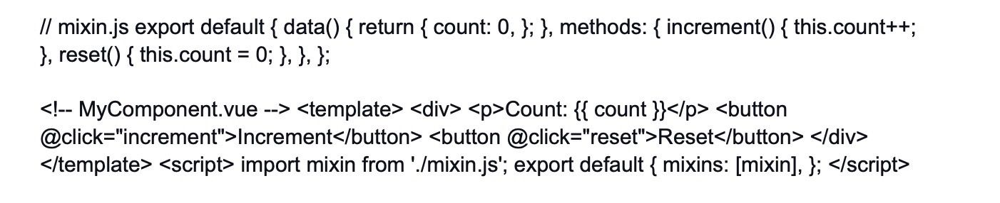 // mixin.js export default { data() { return { count: 0, }; }, methods: { increment() { this.count++;
}, reset() { this.count = 0; }, }, };
<!-- MyComponent.vue --> <template> <div> <p>Count: {{ count }}</p> <button
@click="increment">Increment</button> <button @click="reset">Reset</button> </div>
</template> <script> import mixin from './mixin.js'; export default { mixins: [mixin], }; </script>